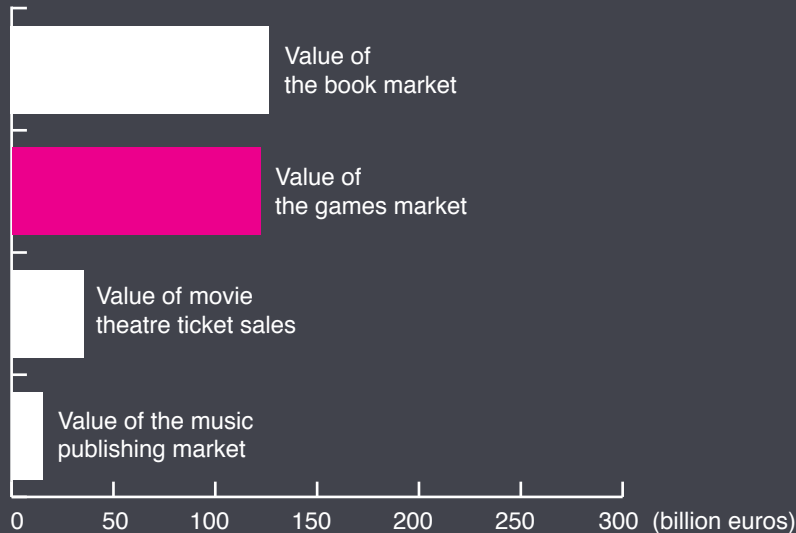 Value of
the book market
Value of
the games market
Value of movie
theatre ticket sales
Value of the music
publishing market
0 50 100 150 200 250 300 (billion euros)